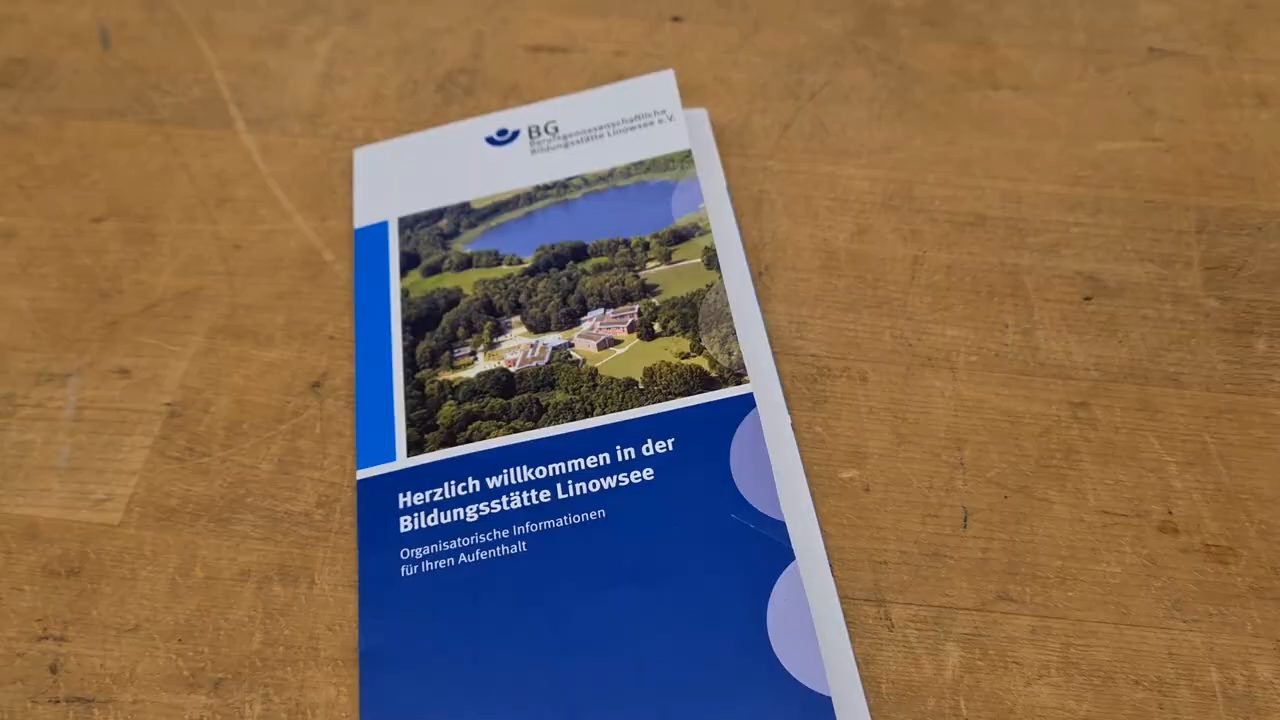 BG
Berufsgenossenschaftliche
Bildungsstätte Linowsee e.V.
Herzlich willkommen in der
Bildungsstätte Linowsee
Organisatorische Informationen
für Ihren Aufenthalt